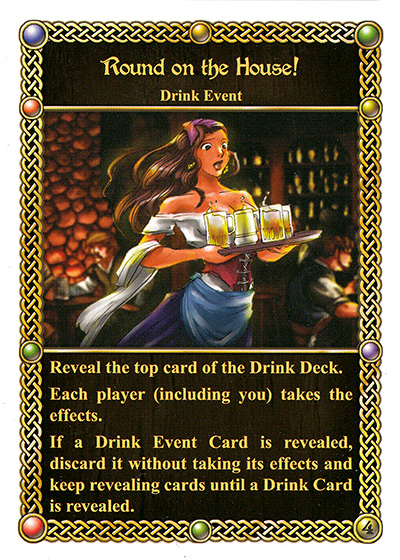 Round on the House!
Drink Event
Reveal the top card of the Drink Deck.
Each player (including you) takes the
effects.
If a Drink Event Card is revealed,
discard it without taking its effects and
keep revealing cards until a Drink Card
is revealed.
4